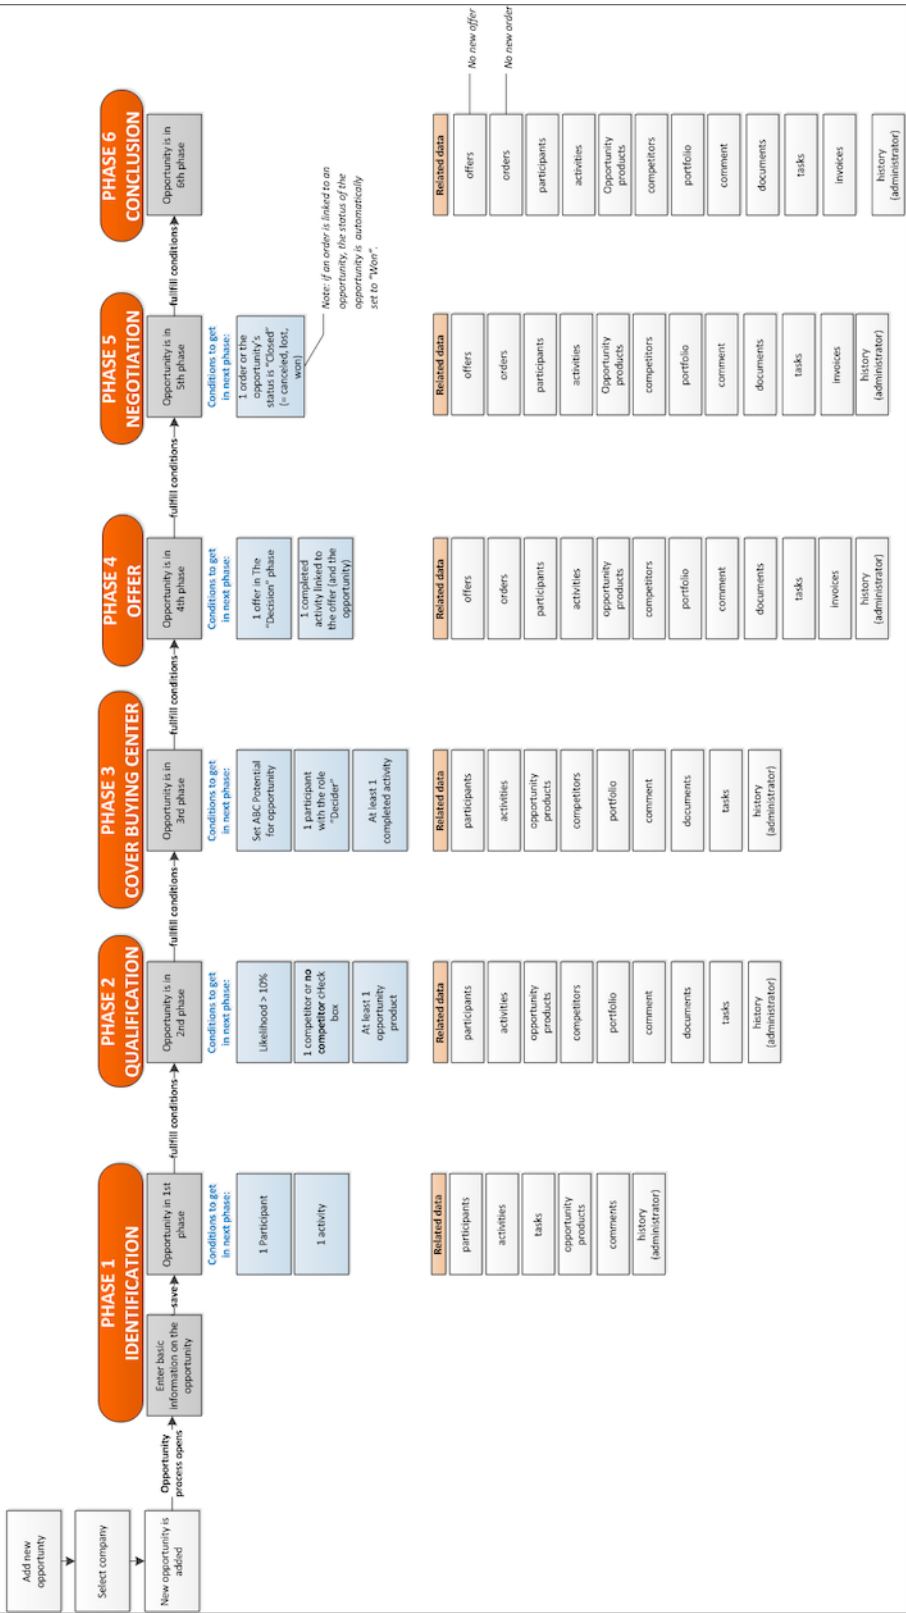 Add new
opportunty
Select company
New opportunity is
added
Opportunity
process opens
PHASE 1
IDENTIFICATION
Enter basic
information on the
opportunity
save
Opportunity in 1st
phase
Conditions to get
in next phase:
1 Participant
1 activity
Related data
participants
activities
tasks
opportunity
products
comments
history
(administrator)
fullfill conditions
PHASE 2
QUALIFICATION
Opportunity is in
2nd phase
Conditions to get
in next phase:
Likelihood > 10%
1 competitor or no
competitor cHeck
box
At least 1
opportunity
product
Related data
participants
activities
opportunity
products
competitors
portfolio
comment
documents
tasks
history
(administrator)
fullfill conditions
PHASE 3
COVER BUYING CENTER
Opportunity is in
3rd phase
Conditions to get
in next phase:
Set ABC Potential
for opportunity
1 participant
with the role
"Decider"
At least 1
completed activity
Related data
participants
activities
opportunity
products
competitors
portfolio
comment
documents
tasks
history
(administrator)
fullfill conditions
PHASE 4
OFFER
Opportunity is in
4th phase
Conditions to get
in next phase:
1 offer in The
"Decision" phase
1 completed
activity linked to
the offer (and the
opportunity)
Related data
offers
orders
participants
activities
opportunity
products
competitors
portfolio
comment
documents
tasks
invoices
history
(administrator)
fullfill conditions
PHASE 5
NEGOTIATION
Opportunity is in
5th phase
Conditions to get
in next phase:
1 order or the
opportunity's
status is "Closed"
(= canceled, lost,
won)
Note: if an order is linked to an
opportunity, the status of the
opportunity is automatically
set to "Won".
Related data
offers
orders
participants
activities
Opportunity
products
competitors
portfolio
comment
documents
tasks
invoices
history
(administrator)
fullfill conditions
PHASE 6
CONCLUSION
Opportunity is in
6th phase
Related data
offers
No new offer
orders
No new order
participants
activities
Opportunity
products
competitors
portfolio
comment
documents
tasks
invoices
history
(administrator)